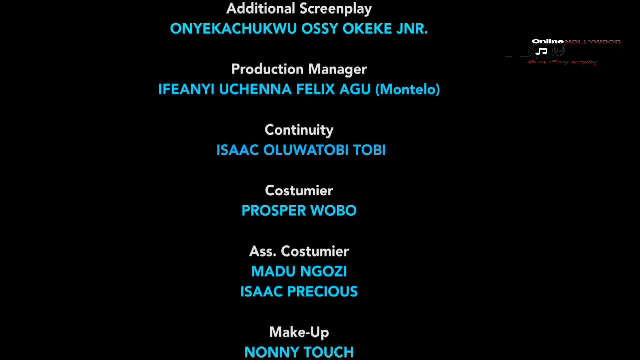 Additional Screenplay
ONYEKACHUKWU OSSY OKEKE JNR.
OnlineNOLLYWOOD
Production Manager
IFEANYI UCHENNA FELIX AGU (Montelo)
Continuity
ISAAC OLUWATOBI TOBI
Costumier
PROSPER WOBO
Ass. Costumier
MADU NGOZI
ISAAC PRECIOUS
Make-Up
NONNY TOUCH